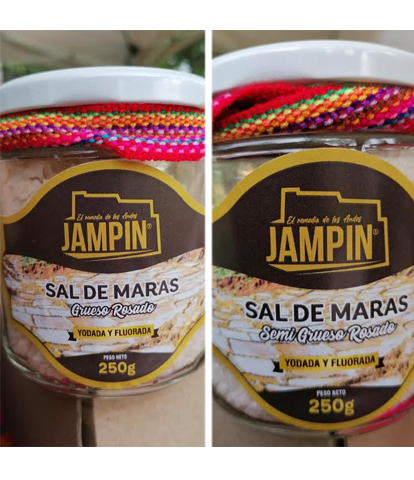 El remedio de los Andes
JAMPIN®
SAL DE MARAS
Grueso Rosado
YODADA Y FLUORADA
PESO NETO
250g
El remedio de los Andes
JAMPIN®
SAL DE MARAS
Semi Grueso Rosado
YODADA Y FLUORADA
PESO NETO
250g